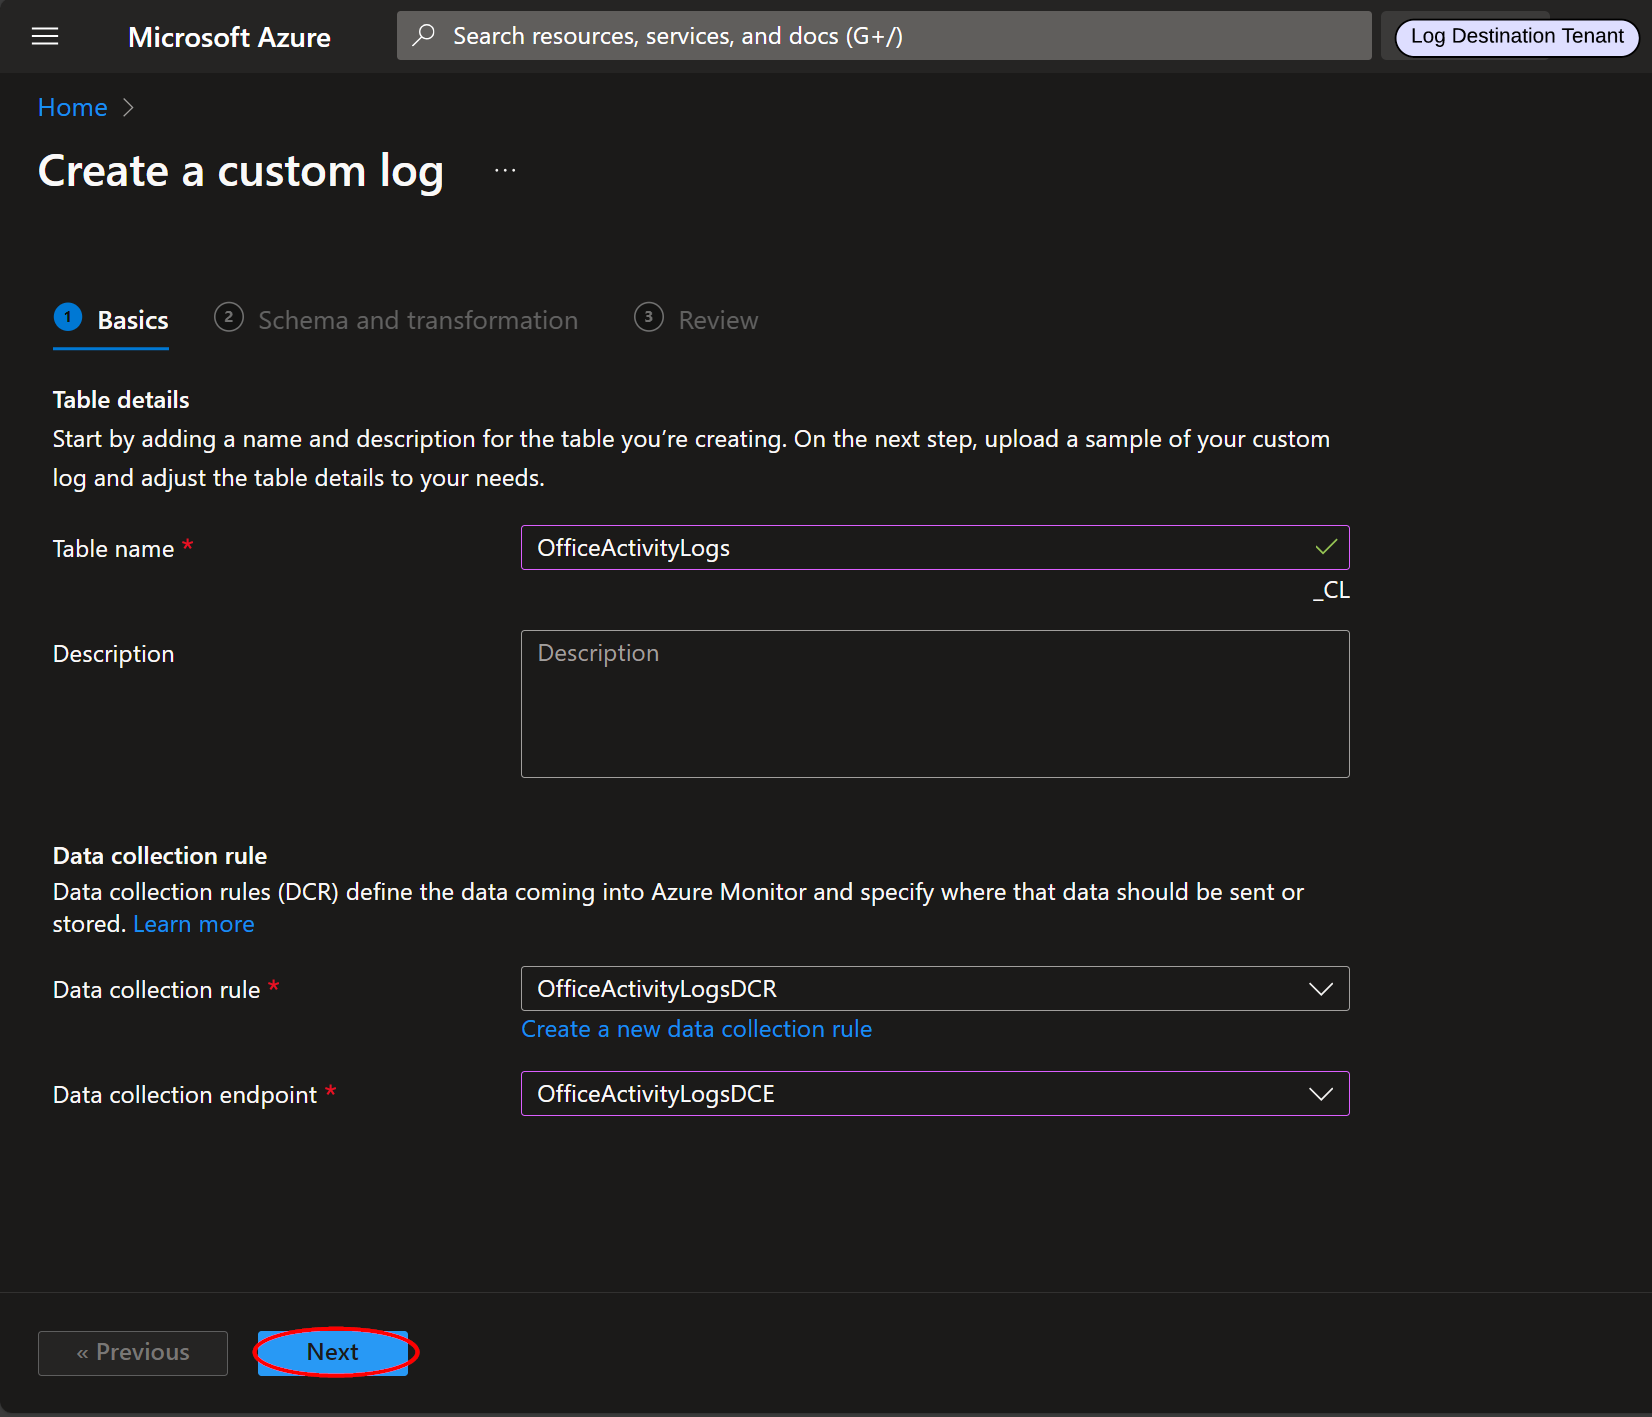 Microsoft Azure
Search resources, services, and docs (G+/)
Log Destination Tenant
Home
Create a custom log
...
1 Basics
2 Schema and transformation
3 Review
Table details
Start by adding a name and description for the table you’re creating. On the next step, upload a sample of your custom
log and adjust the table details to your needs.
Table name *
OfficeActivityLogs
_CL
Description
Description
Data collection rule
Data collection rules (DCR) define the data coming into Azure Monitor and specify where that data should be sent or
stored. Learn more
Data collection rule *
OfficeActivityLogsDCR
Create a new data collection rule
Data collection endpoint *
OfficeActivityLogsDCE
« Previous
Next